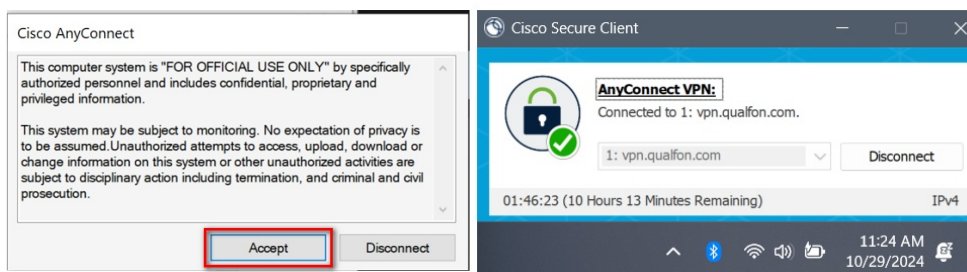 Cisco AnyConnect
This computer system is "FOR OFFICIAL USE ONLY" by specifically
authorized personnel and includes confidential, proprietary and
privileged information.
This system may be subject to monitoring. No expectation of privacy is
to be assumed.Unauthorized attempts to access, upload, download or
change information on this system or other unauthorized activities are
subject to disciplinary action including termination, and criminal and civil
prosecution.
Accept
Disconnect
Cisco Secure Client
AnyConnect VPN:
Connected to 1: vpn.qualfon.com.
1: vpn.qualfon.com
Disconnect
01:46:23 (10 Hours 13 Minutes Remaining)
IPv4
11:24 AM
10/29/2024